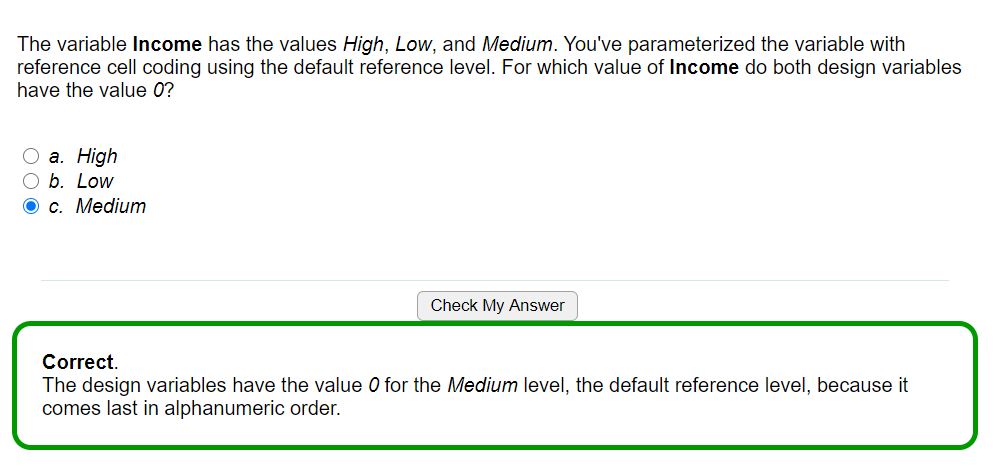 The variable Income has the values High, Low, and Medium. You've parameterized the variable with
reference cell coding using the default reference level. For which value of Income do both design variables
have the value 0?
a. High
b. Low
c. Medium
Check My Answer
Correct.
The design variables have the value 0 for the Medium level, the default reference level, because it
comes last in alphanumeric order.